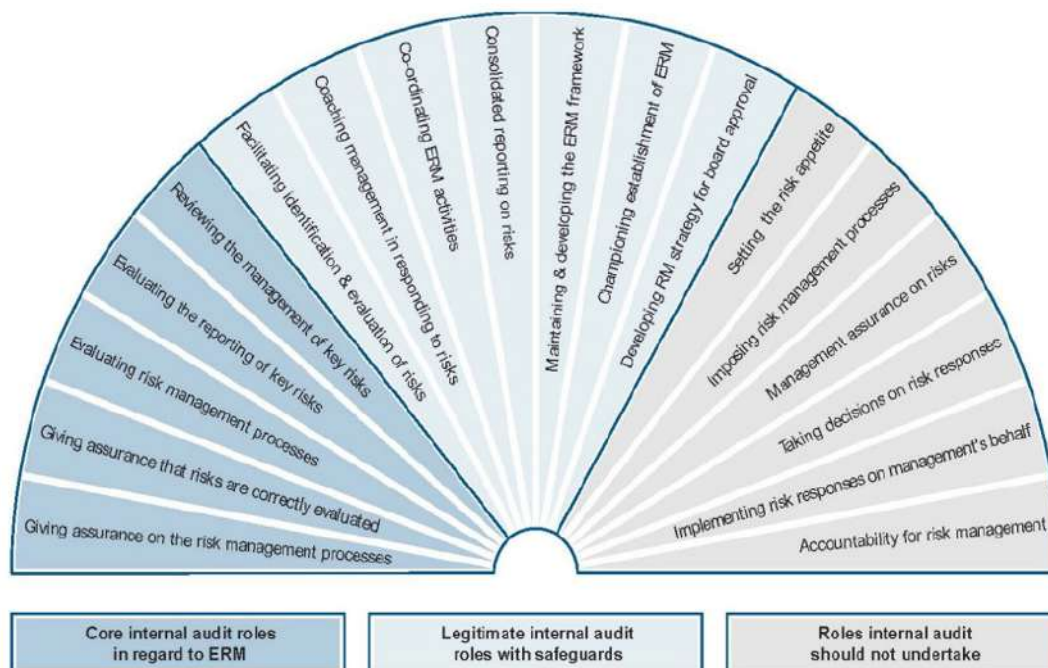 Giving assurance on the risk management processes
Giving assurance that risks are correctly evaluated
Evaluating risk management processes
Evaluating the reporting of key risks
Reviewing the management of key risks
Facilitating identification & evaluation of risks
Coaching management in responding to risks
Co-ordinating ERM activities
Consolidated reporting on risks
Maintaining & developing the ERM framework
Championing establishment of ERM
Developing RM strategy for board approval
Setting the risk appetite
Imposing risk management processes
Management assurance on risks
Taking decisions on risk responses
Implementing risk responses on management's behalf
Accountability for risk management
Core internal audit roles
in regard to ERM
Legitimate internal audit
roles with safeguards
Roles internal audit
should not undertake